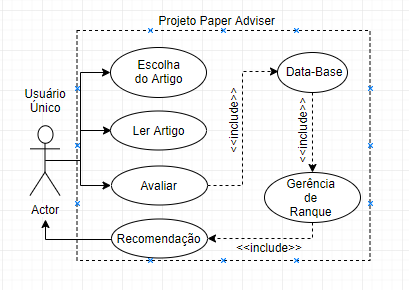 Projeto Paper Adviser
Escolha
do Artigo
Data-Base
Usuário
Único
<<include>>
<<include>>
Ler Artigo
Avaliar
Gerência
de
Ranque
Actor
Recomendação
<<include>>